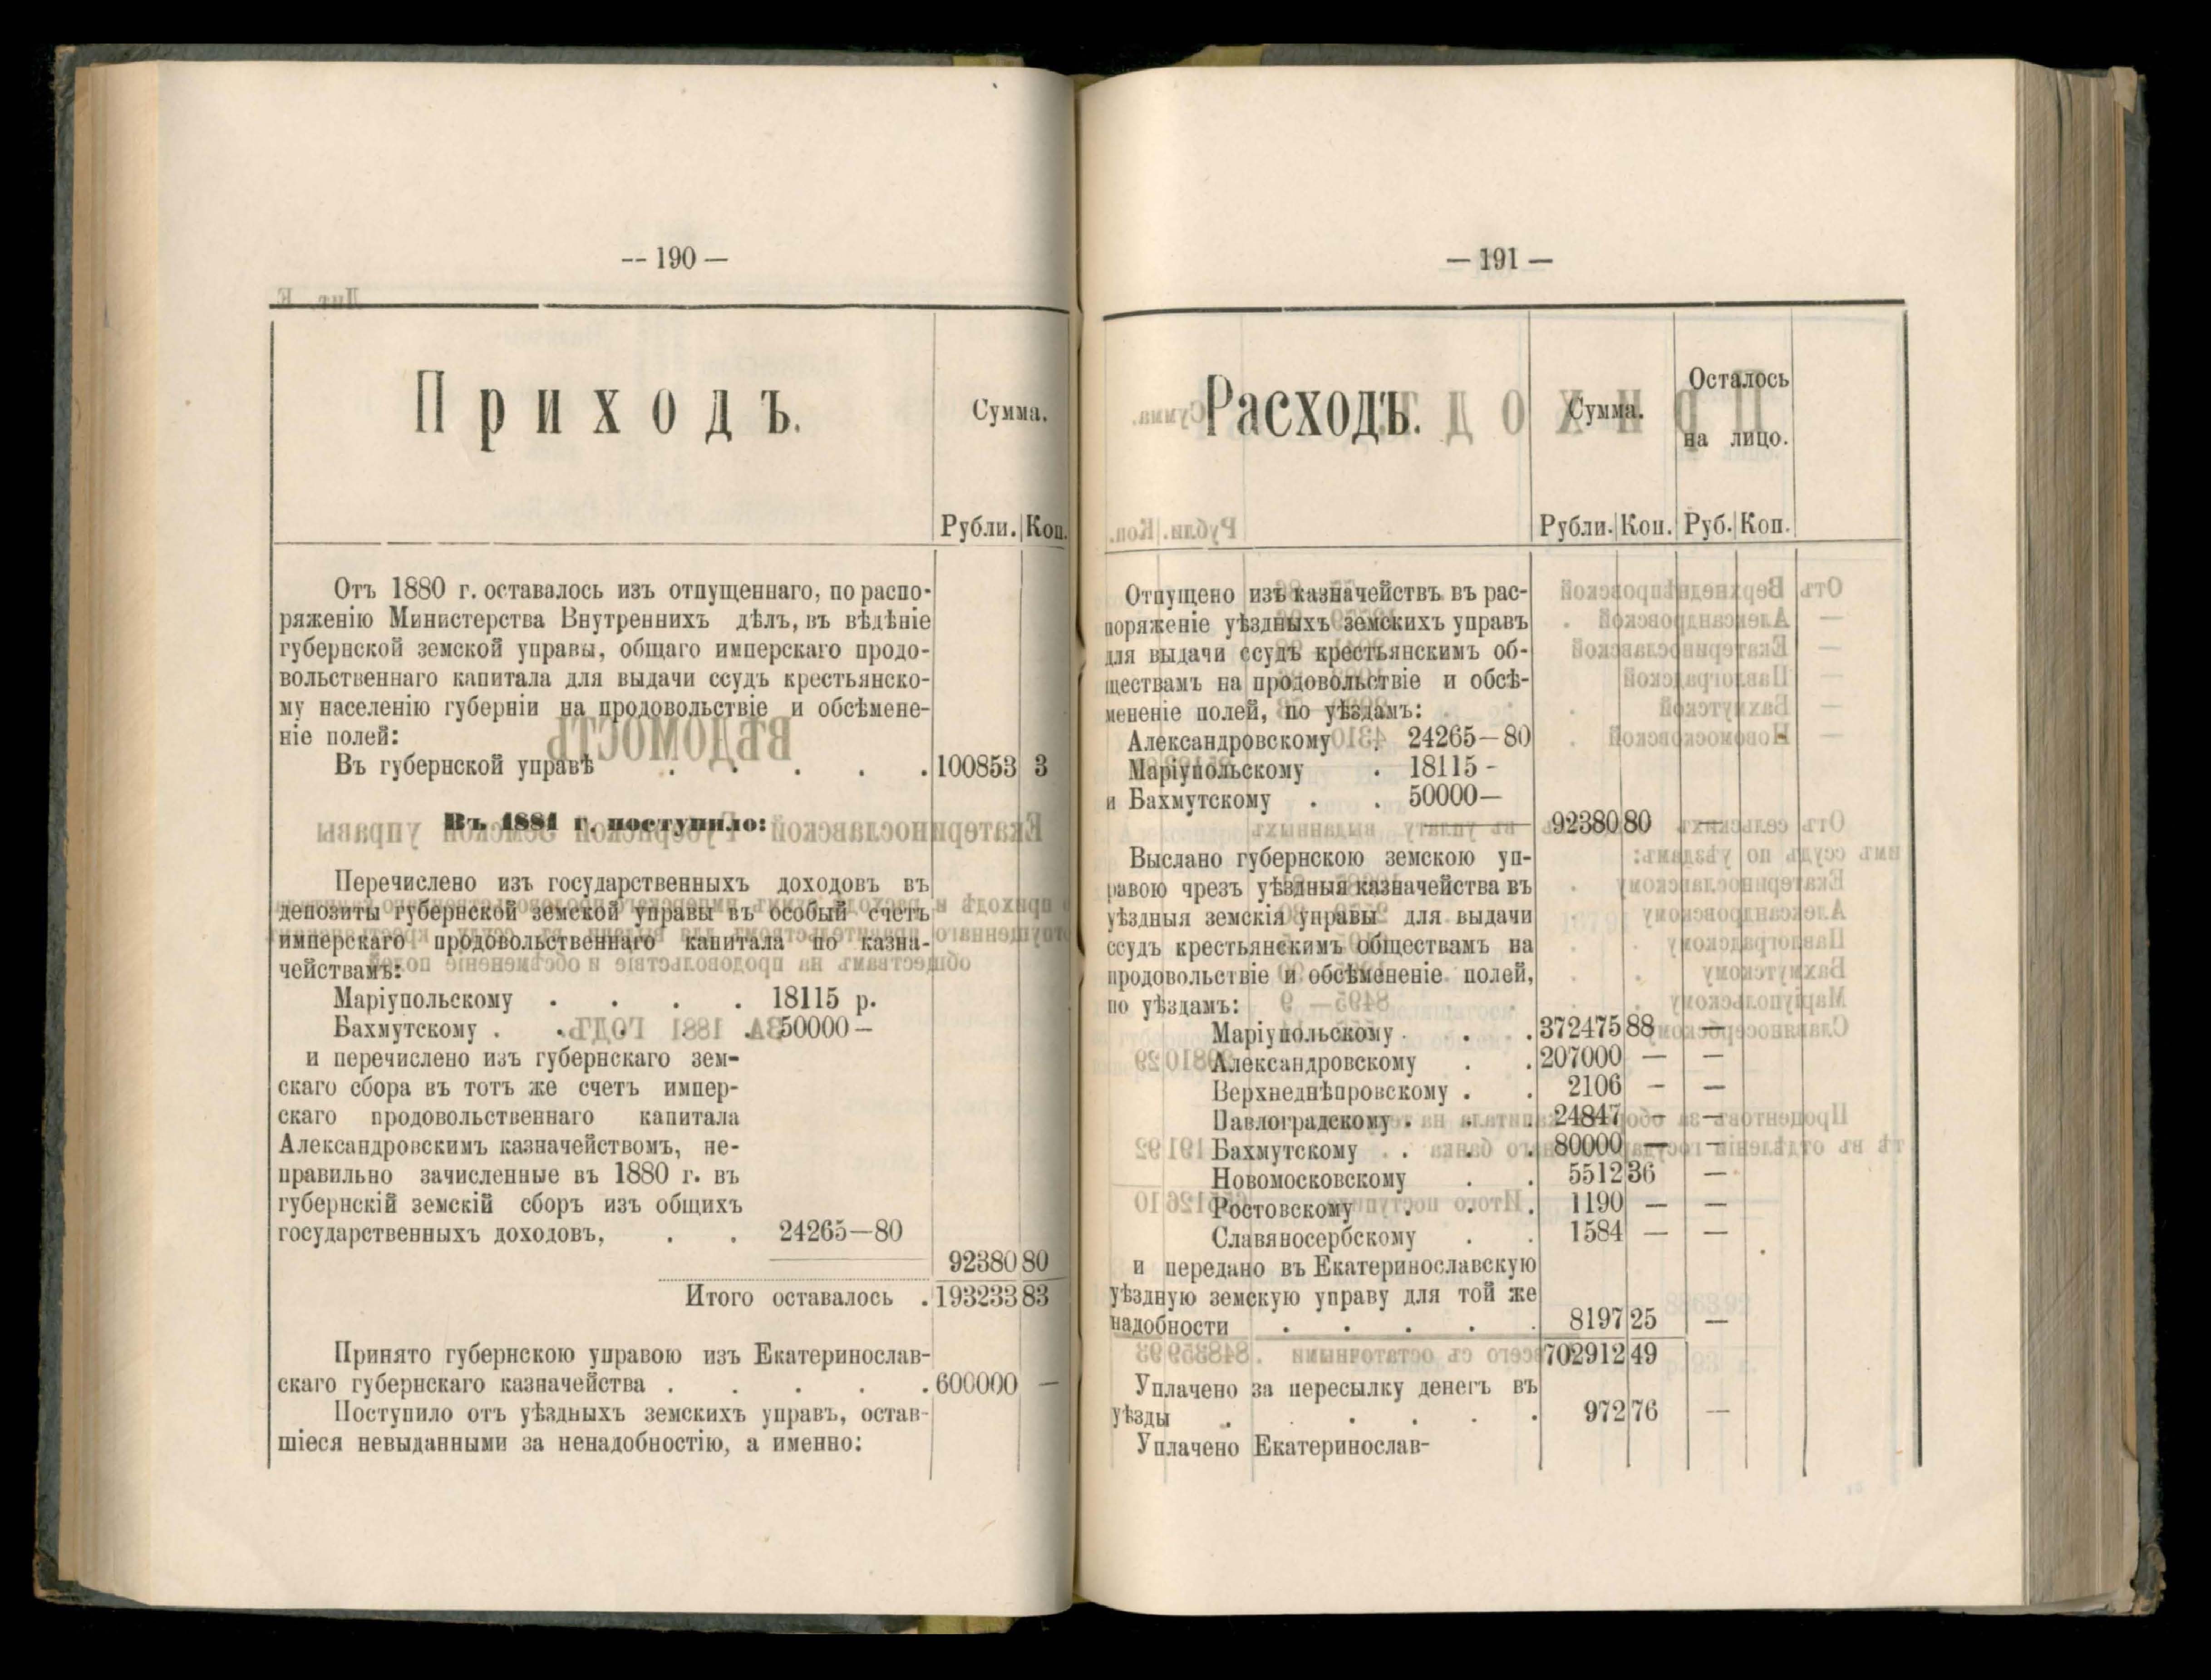 -- 190 —
Приходъ.
Сумма.
Рубли. Коп.
Отъ 1880 г. оставалось изъ отпущеннаго, по распо-
ряженію Министерства Внутреннихъ дѣлъ, въ вѣдѣніе
губернской земской управы, общаго имперскаго продо-
вольственнаго капитала для выдачи ссудъ крестьянско-
му населенію губерніи на продовольствіе и обсѣмене-
ніе полей:
Въ губернской управѣ . . . . . 100853 3
Въ 1881 г. поступило:
Перечислено изъ государственныхъ доходовъ въ
депозиты губернской земской управы въ особый счетъ
имперскаго продовольственнаго капитала по казна-
чействамъ:
Маріупольскому . . . . 18115 р.
Бахмутскому . . . . 50000 –
и перечислено изъ губернскаго зем-
скаго сбора въ тотъ же счетъ импер-
скаго продовольственнаго капитала
Александровскимъ казначействомъ, не-
правильно зачисленные въ 1880 г. въ
губернскій земскій сборъ изъ общихъ
государственныхъ доходовъ, . . 24265—80
92380 80
Итого оставалось . 193233 83
Принято губернскою управою изъ Екатеринослав-
скаго губернскаго казначейства . . . . . 600000 —
Поступило отъ уѣздныхъ земскихъ управъ, остав-
шіеся невыданными за ненадобностію, а именно:
— 191 —
Расходъ.
Сумма.
Осталось
на лицо.
Рубли. Коп. Руб. Коп.
Отпущено изъ казначействъ въ рас-
поряженіе уѣздныхъ земскихъ управъ
для выдачи ссудъ крестьянскимъ об-
ществамъ на продовольствіе и обсѣ-
мененіе полей, по уѣздамъ:
Александровскому . 24265—80
Маріупольскому . 18115 -
и Бахмутскому . . 50000—
92380 80 —
Выслано губернскою земскою уп-
равою чрезъ уѣздныя казначейства въ
уѣздныя земскія управы для выдачи
ссудъ крестьянскимъ обществамъ на
продовольствіе и обсѣмененіе полей,
по уѣздамъ:
Маріупольскому . . . 372475 88 —
Александровскому . . 207000 — —
Верхнеднѣпровскому . . 2106 – —
Павлоградскому . . . 24847 – —
Бахмутскому . . . 80000 — —
Новомосковскому . . 5512 36 —
Ростовскому . . . 1190 — —
Славяносербскому . . 1584 — —
и передано въ Екатеринославскую
уѣздную земскую управу для той же
надобности . . . . . 8197 25 —
702912 49
Уплачено за пересылку денегъ въ
уѣзды . . . . . . 972 76 —
Уплачено Екатеринослав-